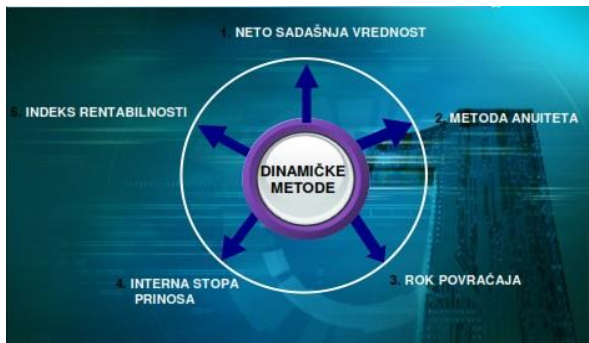 1. NETO SADAŠNJA VREDNOST
5. INDEKS RENTABILNOSTI
2. METODA ANUITETA
DINAMIČKE
METODE
4. INTERNA STOPA
PRINOSA
3. ROK POVRAĆAJA